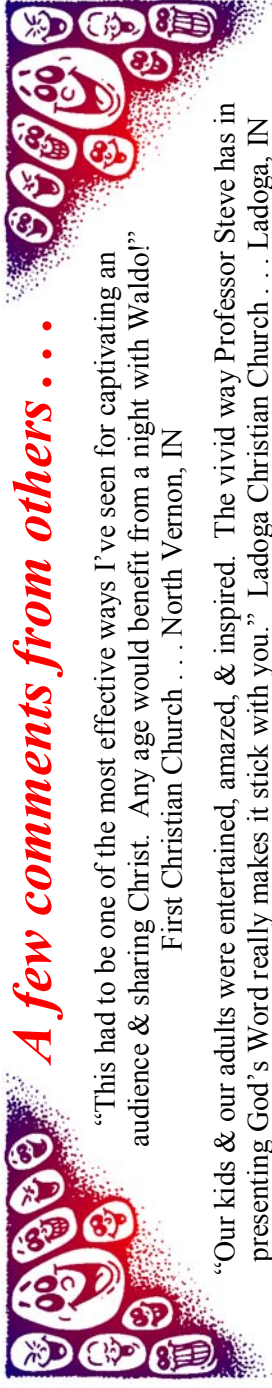 A few comments from others . . .
“This had to be one of the most effective ways I’ve seen for captivating an
audience & sharing Christ.  Any age would benefit from a night with Waldo!”
First Christian Church . . . North Vernon, IN
“Our kids & our adults were entertained, amazed, & inspired.  The vivid way Professor Steve has in
presenting God’s Word really makes it stick with you.”  Ladoga Christian Church . . . Ladoga, IN